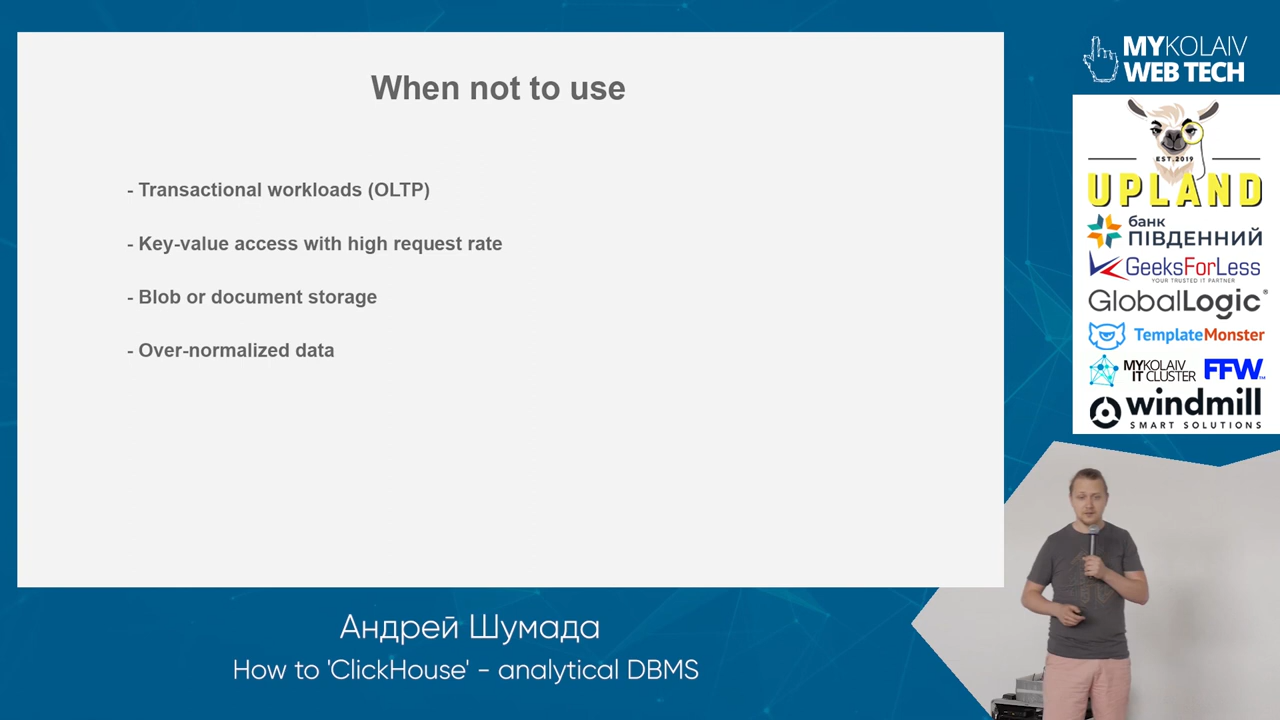 When not to use
- Transactional workloads (OLTP)
- Key-value access with high request rate
- Blob or document storage
- Over-normalized data
Андрей Шумада
How to 'ClickHouse' - analytical DBMS
MYKOLAIV
WEB TECH
EST.2019
UPLAND
банк
ПІВДЕННИЙ
GeeksForLess
YOUR TRUSTED IT PARTNER
GlobalLogic®
TemplateMonster
MYKOLAIV
IT CLUSTER
FFW
windmill
SMART SOLUTIONS